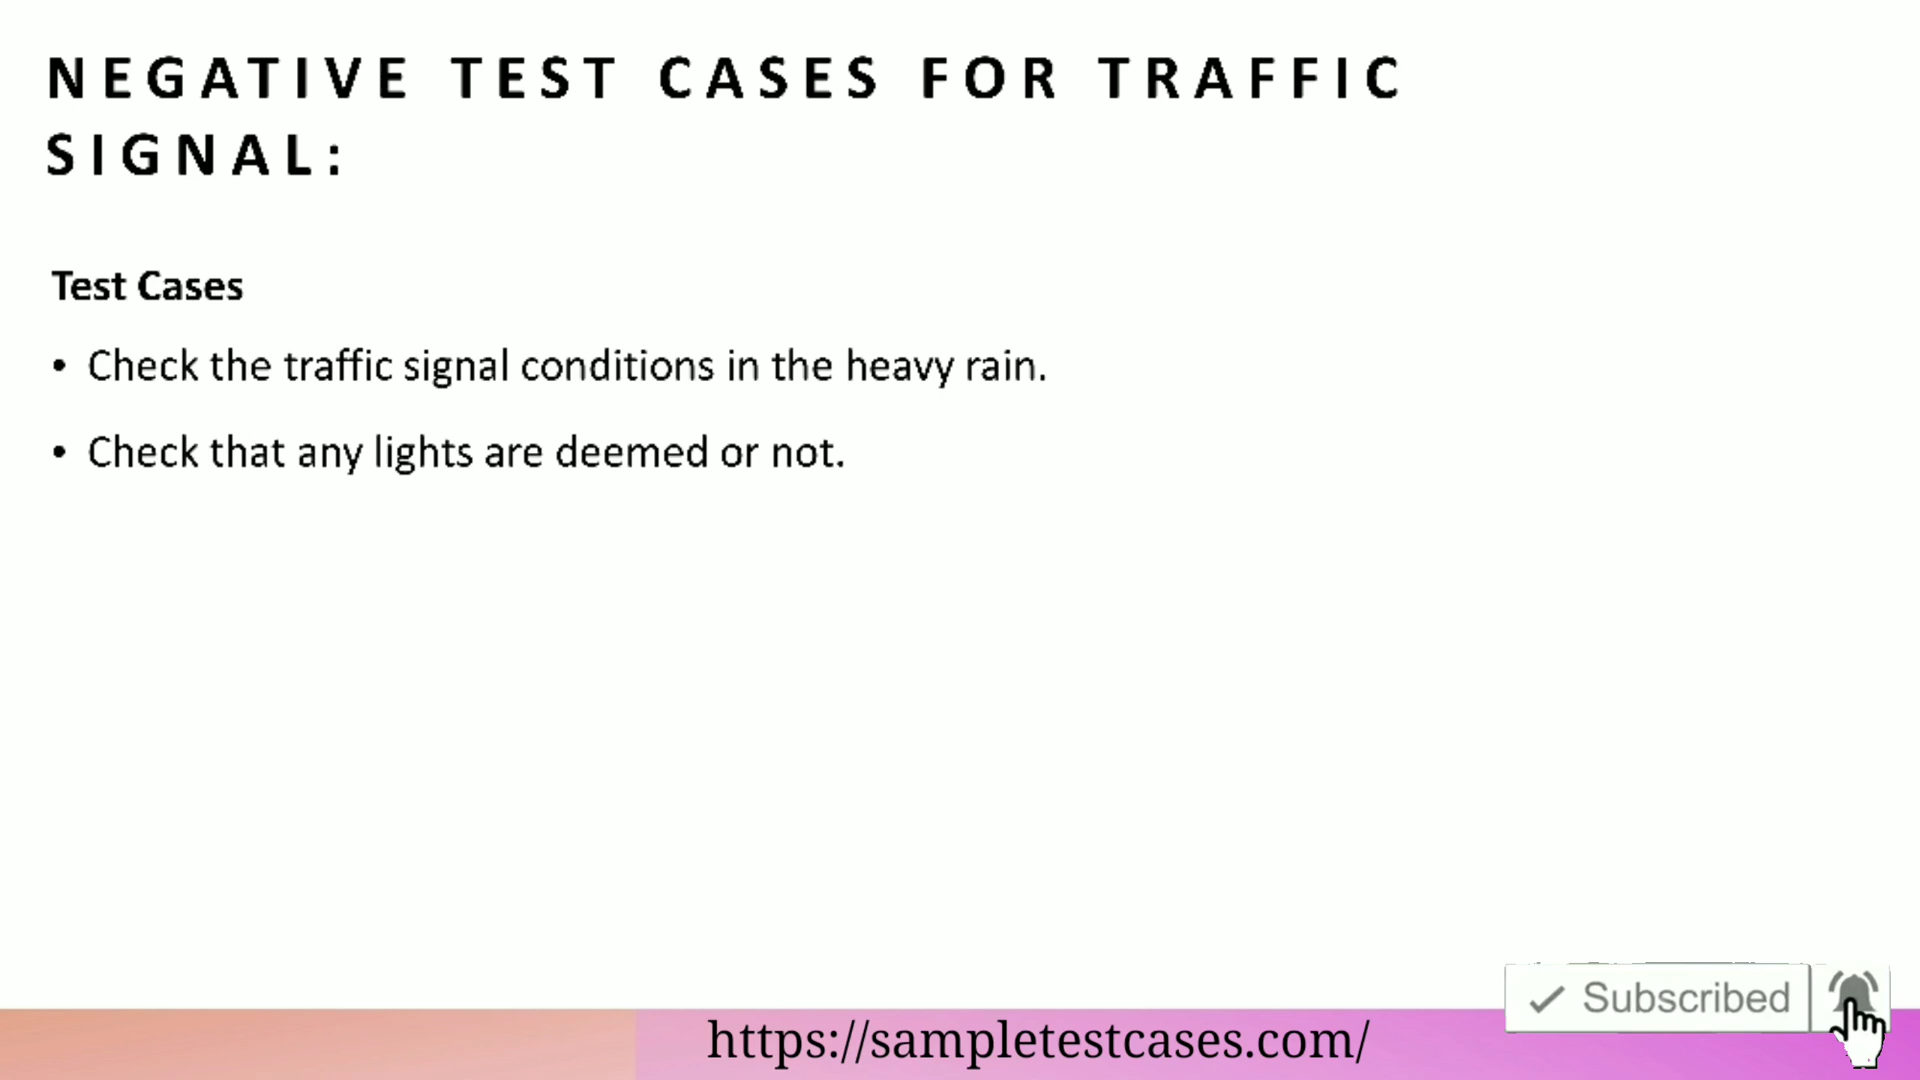 NEGATIVE TEST CASES FOR TRAFFIC
SIGNAL:
Test Cases
• Check the traffic signal conditions in the heavy rain.
• Check that any lights are deemed or not.
Subscribed
https://sampletestcases.com/